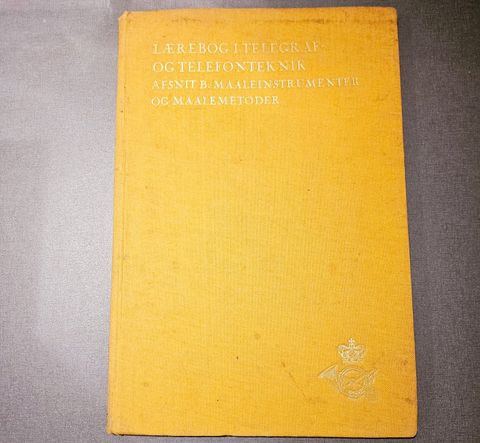 LÆREBOG I TELEGRAF-
OG TELEFONTEKNIK
AFSNIT B: MAALEINSTRUMENTER
OG MAALEMETODER